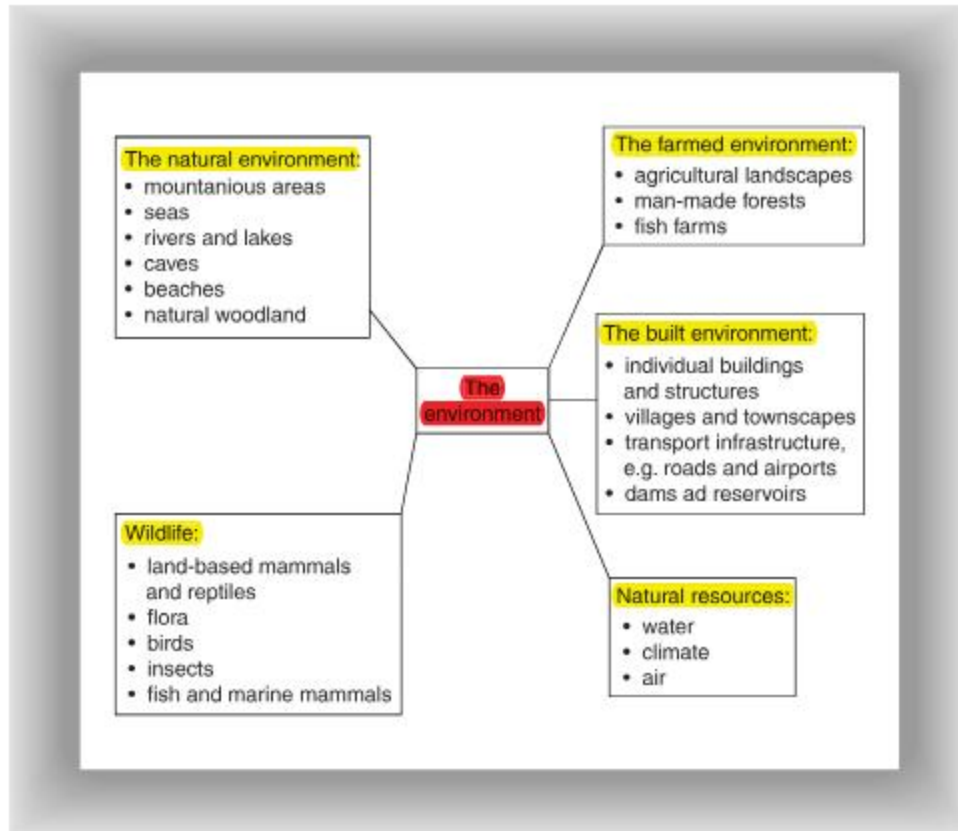 The natural environment:
• mountanious areas
• seas
• rivers and lakes
• caves
• beaches
• natural woodland
The farmed environment:
• agricultural landscapes
• man-made forests
• fish farms
The built environment:
• individual buildings
and structures
• villages and townscapes
• transport infrastructure,
e.g. roads and airports
• dams ad reservoirs
The
environment
Wildlife:
• land-based mammals
and reptiles
• flora
• birds
• insects
• fish and marine mammals
Natural resources:
• water
• climate
• air